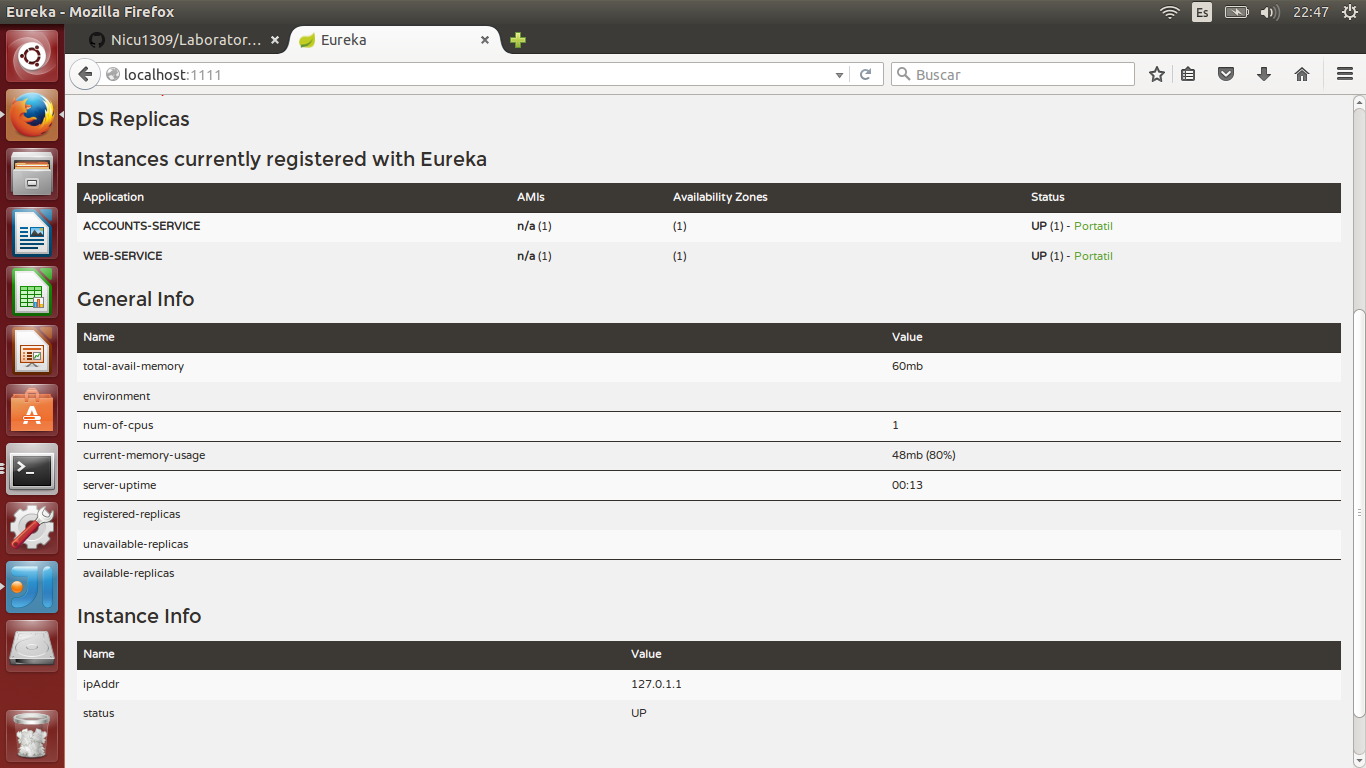 Eureka - Mozilla Firefox
Es
22:47
Nicu1309/Laborator...
Eureka
localhost:1111
Buscar
DS Replicas
Instances currently registered with Eureka
Application AMIs Availability Zones Status
ACCOUNTS-SERVICE n/a (1) (1) UP (1) - Portatil
WEB-SERVICE n/a (1) (1) UP (1) - Portatil
General Info
Name Value
total-avail-memory 60mb
environment
num-of-cpus 1
current-memory-usage 48mb (80%)
server-uptime 00:13
registered-replicas
unavailable-replicas
available-replicas
Instance Info
Name Value
ipAddr 127.0.1.1
status UP